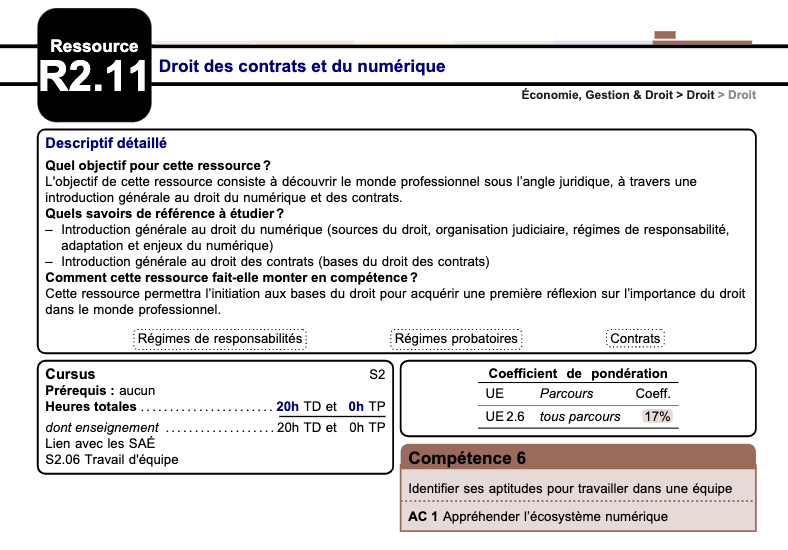 Ressource
R2.11
Droit des contrats et du numérique
Économie, Gestion & Droit > Droit > Droit
Descriptif détaillé
Quel objectif pour cette ressource ?
L'objectif de cette ressource consiste à découvrir le monde professionnel sous l'angle juridique, à travers une
introduction générale au droit du numérique et des contrats.
Quels savoirs de référence à étudier ?
– Introduction générale au droit du numérique (sources du droit, organisation judiciaire, régimes de responsabilité,
adaptation et enjeux du numérique)
– Introduction générale au droit des contrats (bases du droit des contrats)
Comment cette ressource fait-elle monter en compétence ?
Cette ressource permettra l'initiation aux bases du droit pour acquérir une première réflexion sur l'importance du droit
dans le monde professionnel.
Régimes de responsabilités Régimes probatoires Contrats
Cursus S2
Prérequis : aucun
Heures totales ....................... 20h TD et 0h TP
dont enseignement ................... 20h TD et 0h TP
Lien avec les SAÉ
S2.06 Travail d'équipe
Coefficient de pondération
UE Parcours Coeff.
UE 2.6 tous parcours 17%
Compétence 6
Identifier ses aptitudes pour travailler dans une équipe
AC 1 Appréhender l'écosystème numérique